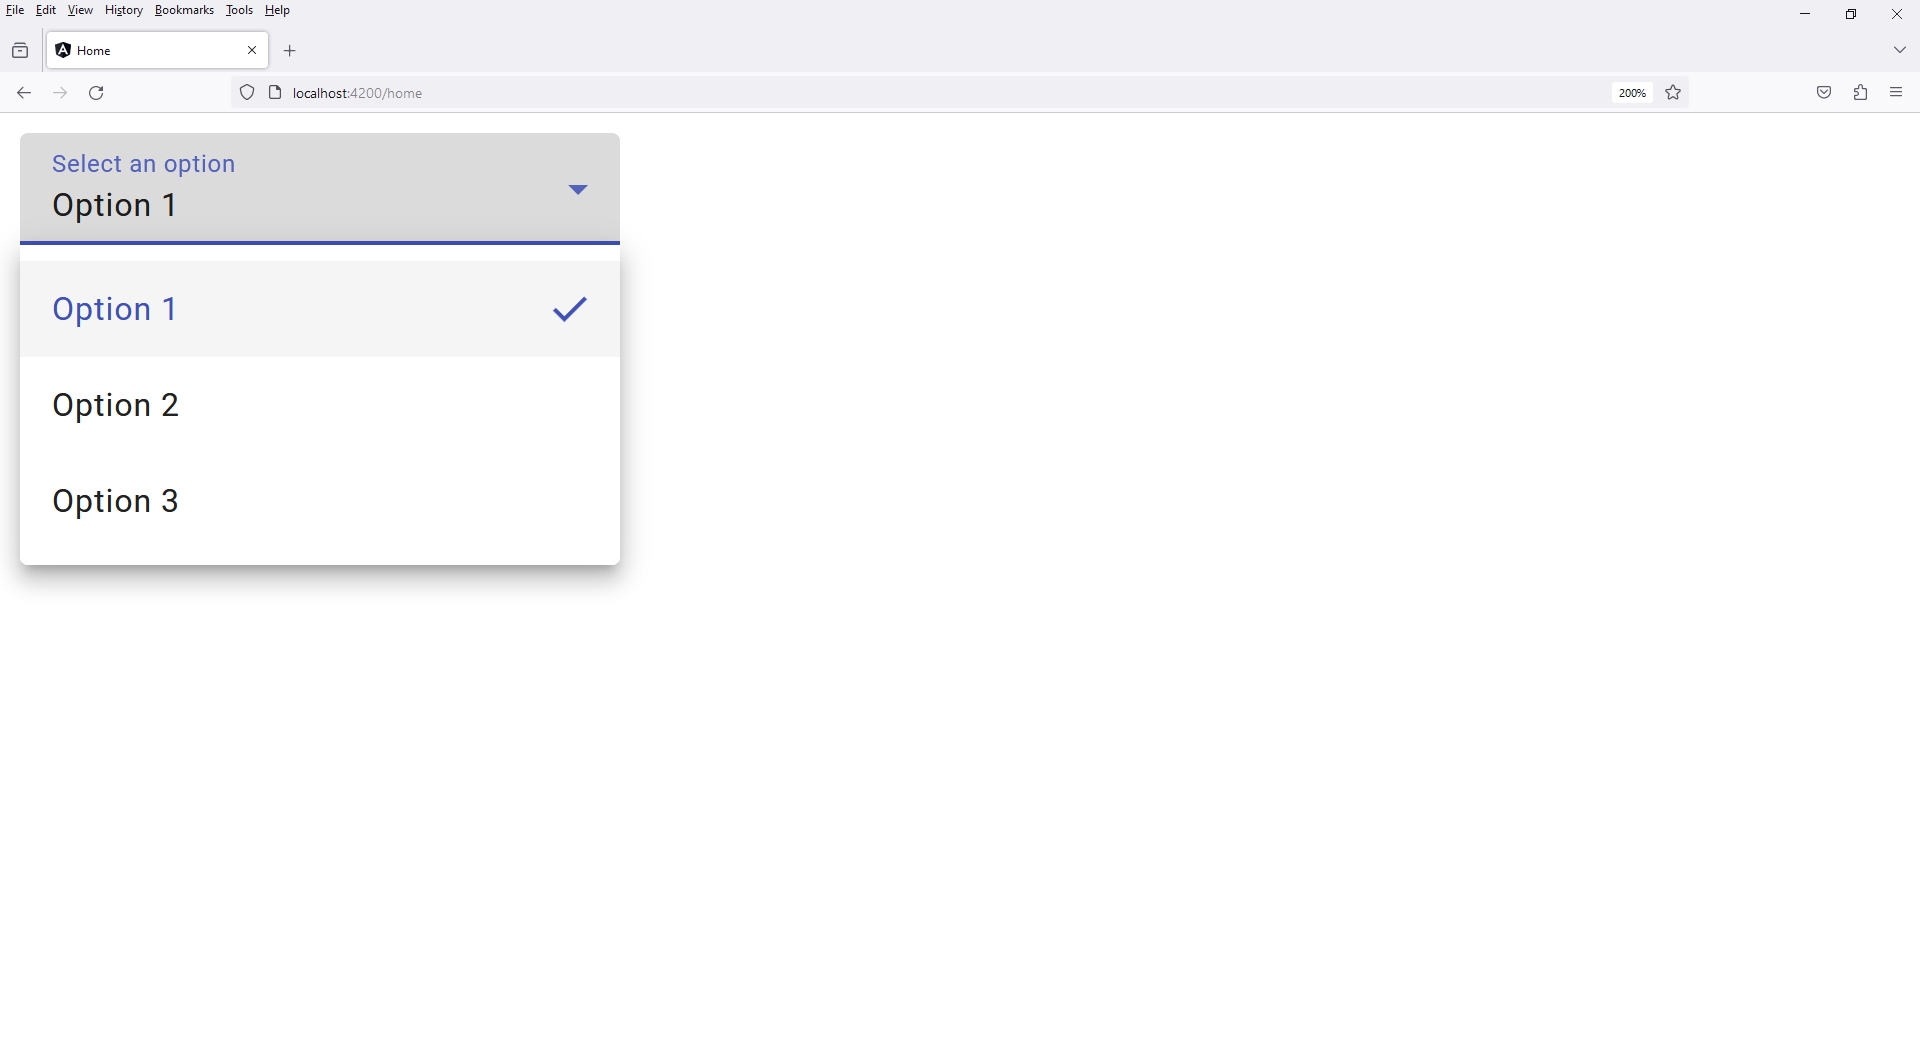 File Edit View History Bookmarks Tools Help
Home
localhost:4200/home
200%
Select an option
Option 1
Option 1
Option 2
Option 3